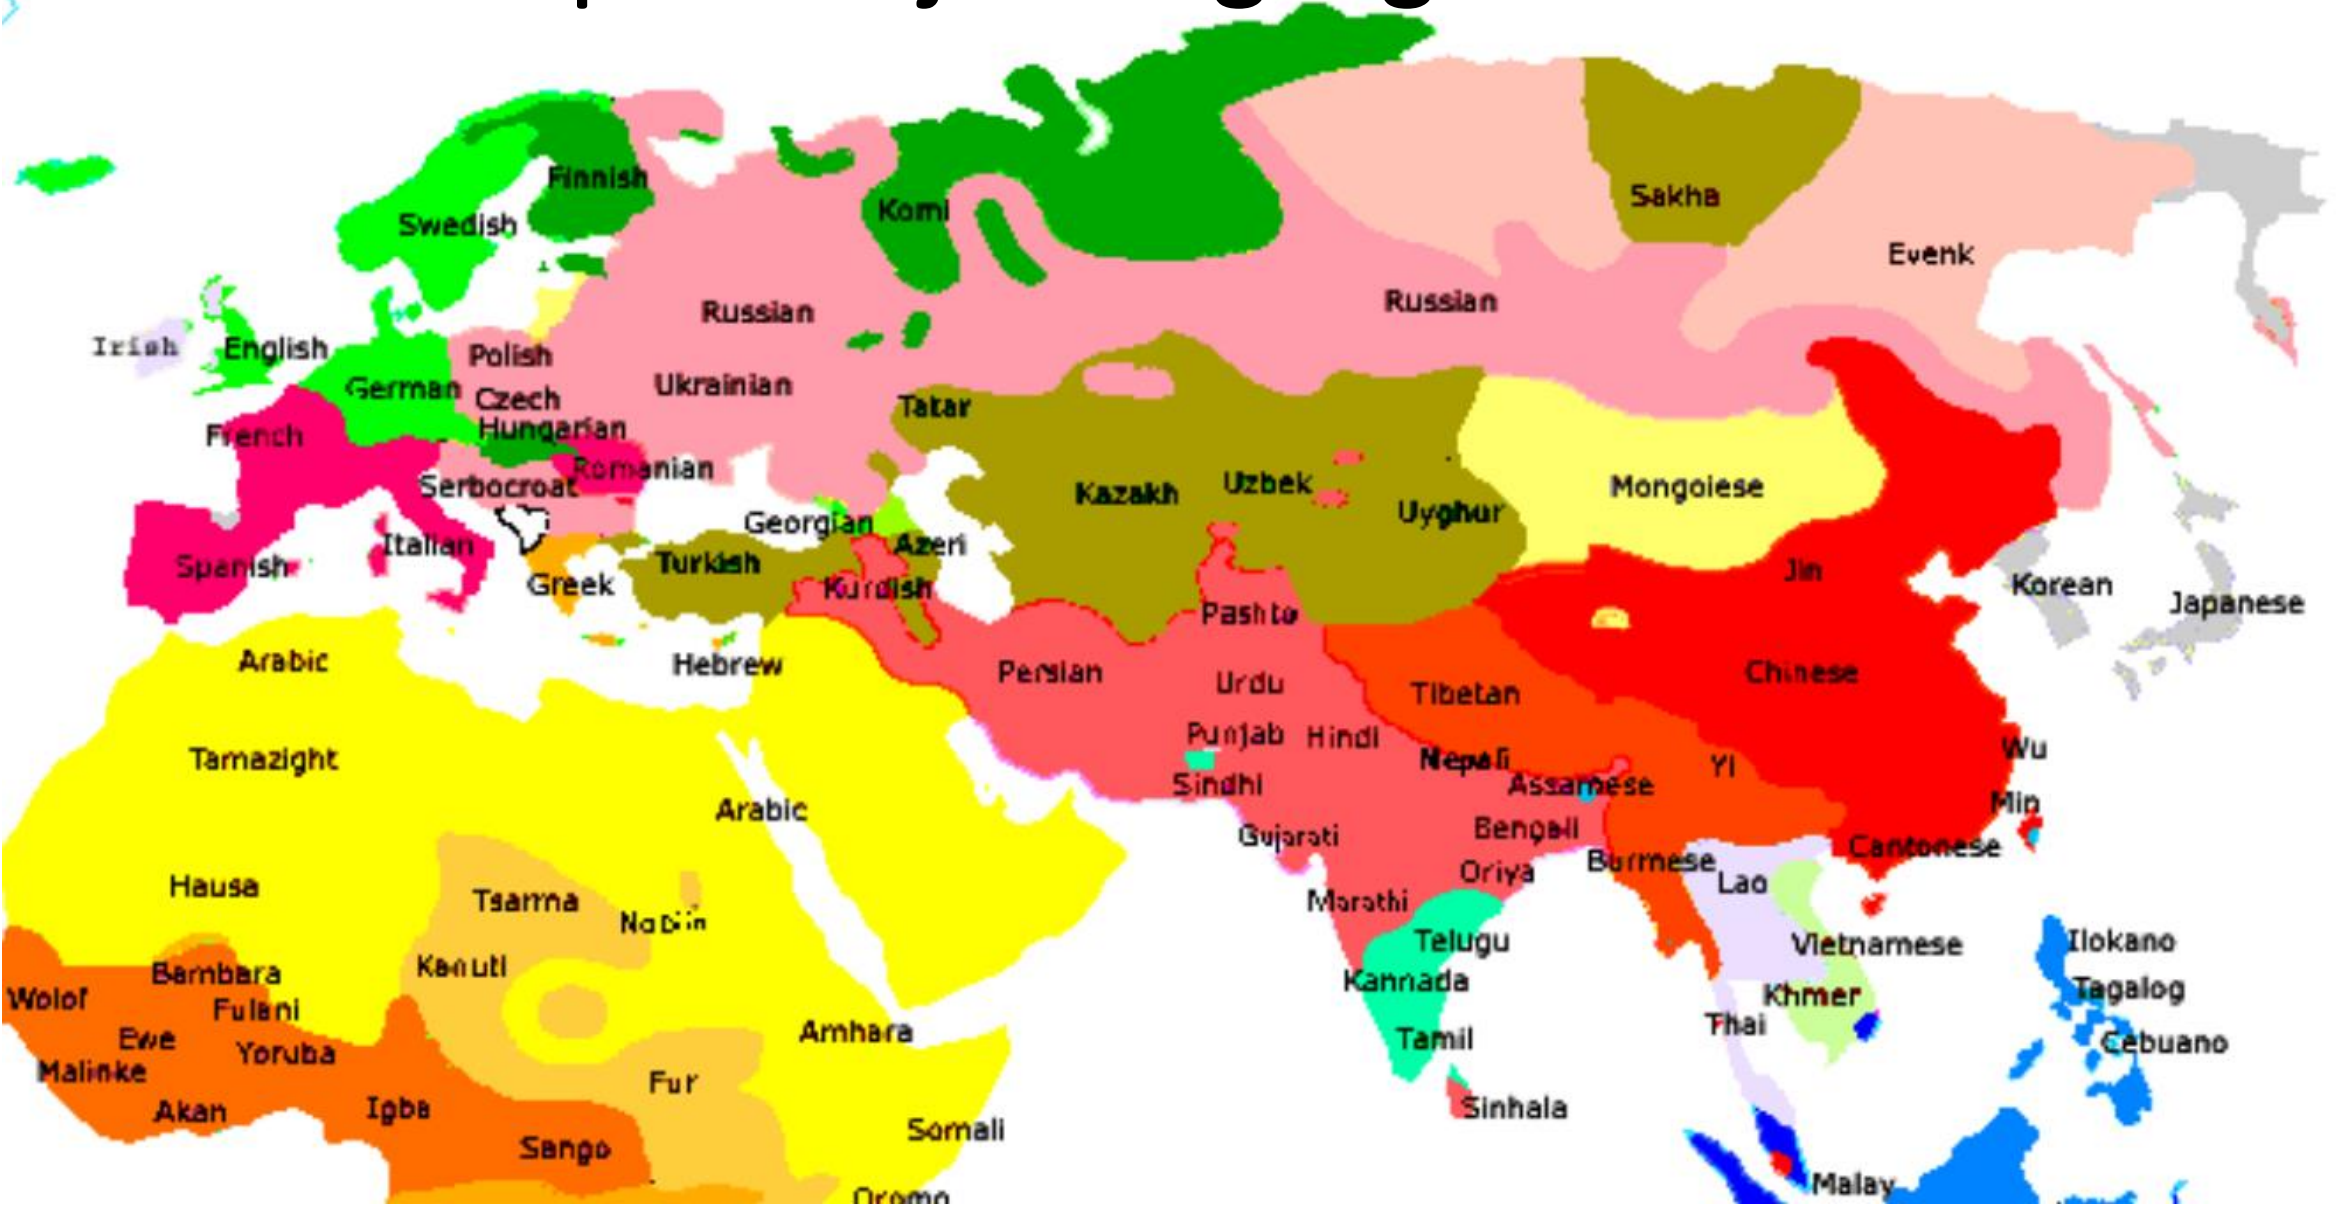 Finnish
Komi
Sakha
Swedish
Evenk
Russian
Russian
Irish
English
Polish
German
Ukrainian
Czech
Tatar
Hungarian
French
Romanian
Serbocroat
Kazakh
Uzbek
Mongolese
Uyghur
Georgian
Italian
Azeri
Spanish
Turkish
Jin
Greek
Kurdish
Korean
Japanese
Pashto
Arabic
Hebrew
Persian
Urdu
Tibetan
Chinese
Punjab
Hindi
Wu
Tamazight
Nepali
Yi
Sindhi
Assamese
Min
Arabic
Gujarati
Bengali
Cantonese
Burmese
Oriya
Lao
Hausa
Tsarma
Marathi
Nobiin
Telugu
Vietnamese
Ilokano
Bambara
Kanuti
Kannada
Wolof
Fulani
Khmer
Tagalog
Thai
Amhara
Ewe
Yoruba
Tamil
Cebuano
Malinke
Fur
Akan
Igba
Sinhala
Somali
Sango
Malay
Oromo